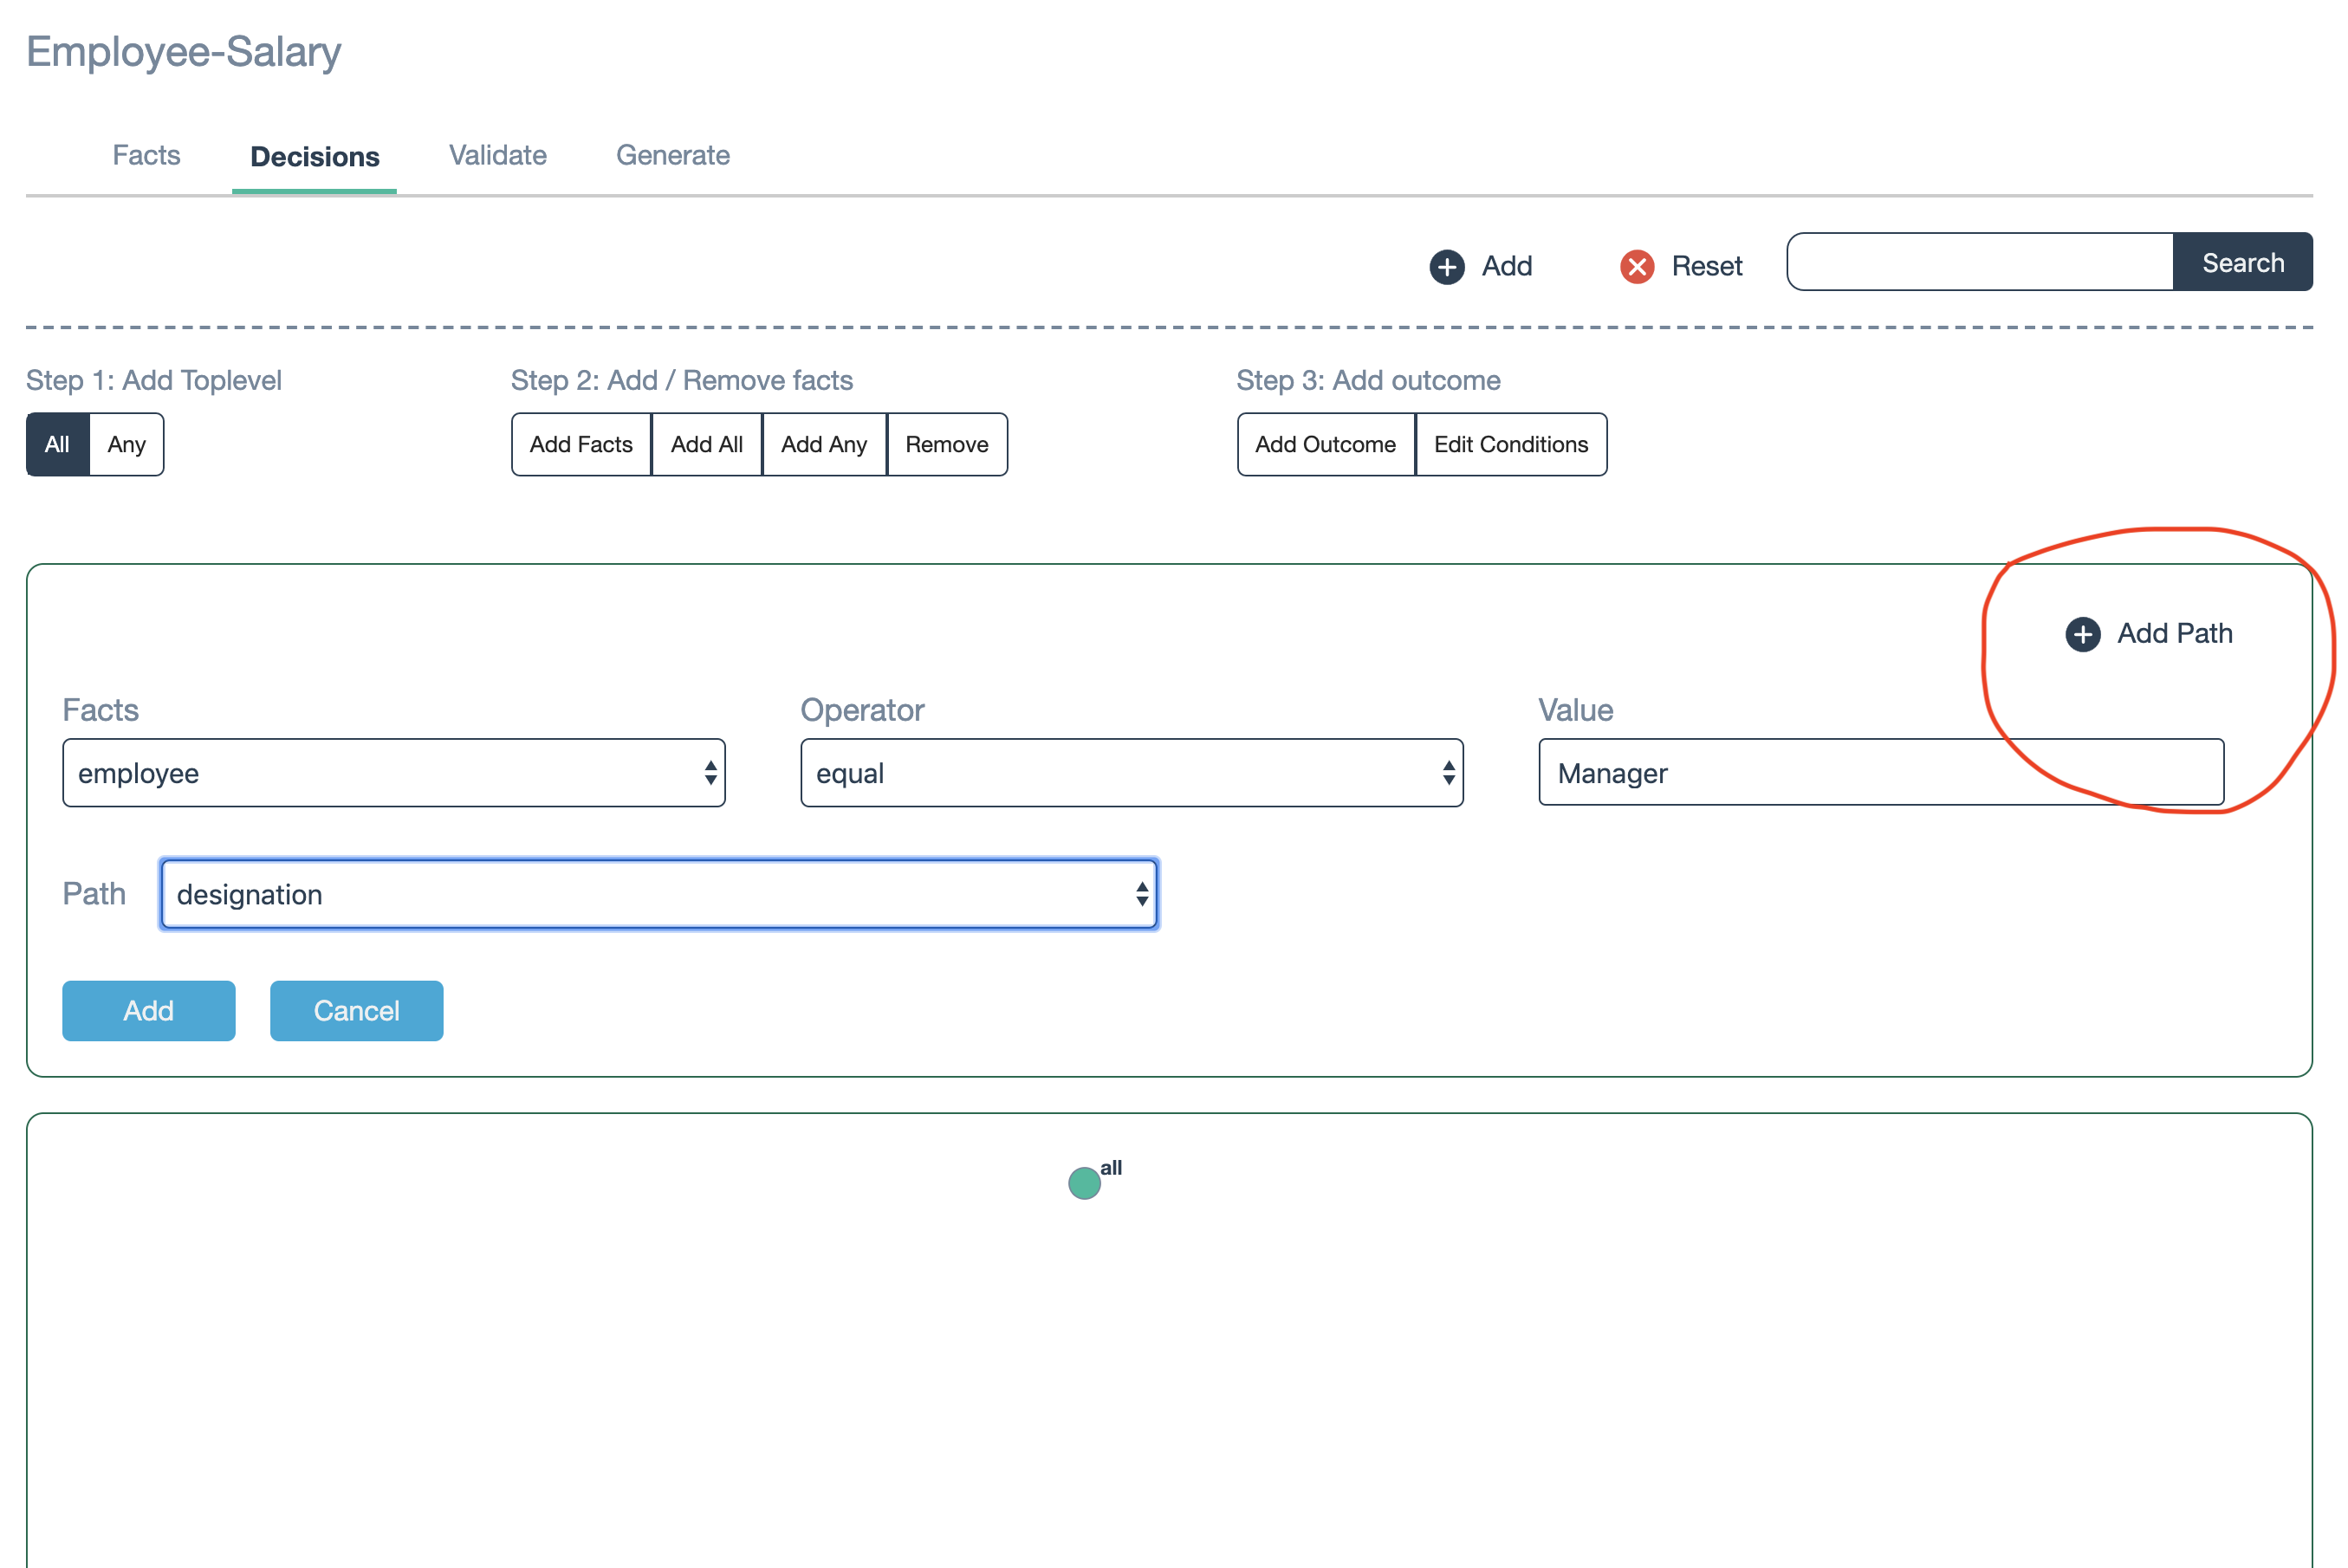 Employee-Salary
Facts Decisions Validate Generate
Add Reset Search
Step 1: Add Toplevel Step 2: Add / Remove facts Step 3: Add outcome
All Any Add Facts Add All Add Any Remove Add Outcome Edit Conditions
Add Path
Facts Operator Value
employee equal Manager
Path designation
Add Cancel
all